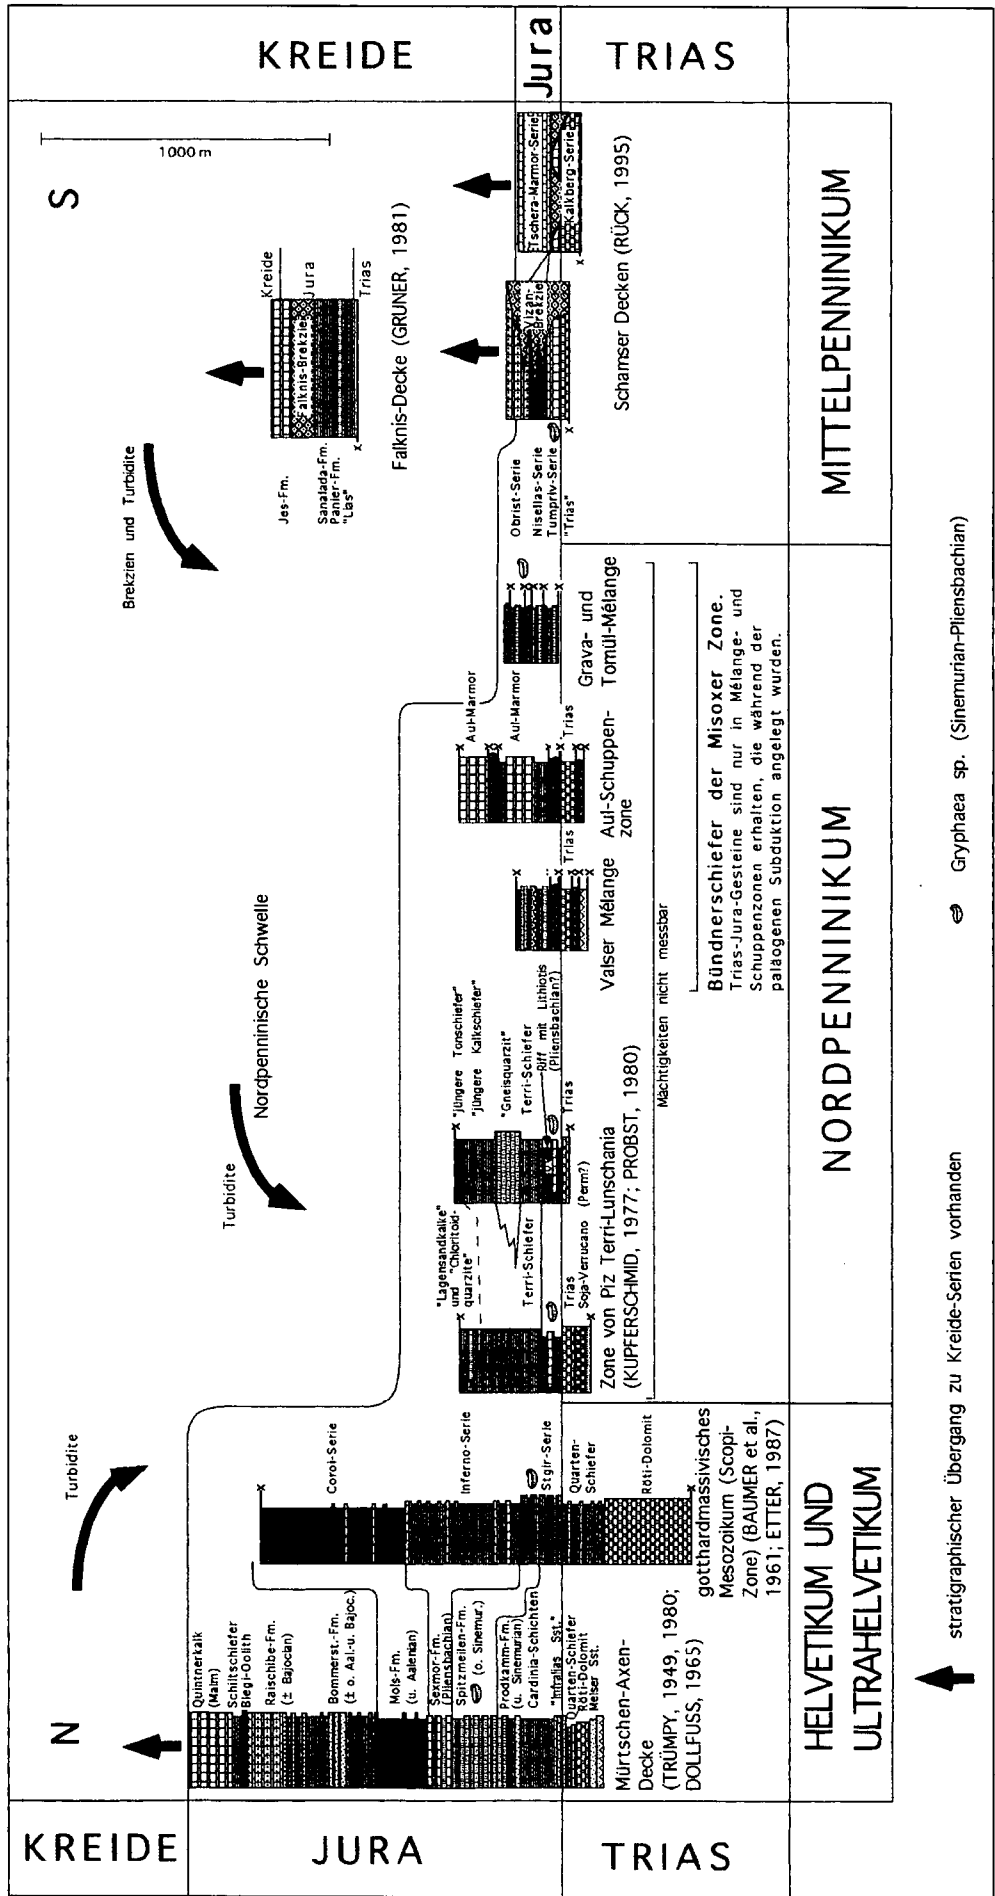 KREIDE
JURA
TRIAS
N
Quintnerkalk
(Malm)
Schiltschiefer
Blegi-Oolith
Raischibe-Fm.
(± Bajocian)
Bommerst.-Fm.
(± o. Aal.-u. Bajoc.)
Mols-Fm.
(u. Aalenian)
Sexmor-Fm.
(Pliensbachian)
Spitzmeilen-Fm.
(o. Sinemur.)
Prodkamm-Fm.
(u. Sinemurian)
Cardinia-Schichten
"Infralias Sst."
Quarten-Schiefer
Röti-Dolomit
Melser Sst.
Mürtschen-Axen-
Decke
(TRÜMPY, 1949, 1980;
DOLLFUSS, 1965)
Turbidite
Corol-Serie
Inferno-Serie
Stgir-Serie
Quarten-
Schiefer
Röti-Dolomit
gotthardmassivisches
Mesozoikum (Scopi-
Zone) (BAUMER et al.,
1961; ETTER, 1987)
HELVETIKUM UND
ULTRAHELVETIKUM
Turbidite
Nordpenninische Schwelle
"Lagensandkalke"
und "Chloritoid-
quarzite"
Terri-Schiefer
Trias
Soja-Verrucano (Perm?)
"jüngere Tonschiefer"
"jüngere Kalkschiefer"
"Gneisquarzit"
Terri-Schiefer
Riff mit Lithiotis
(Pliensbachian?)
Trias
Zone von Piz Terri-Lunschania
(KUPFERSCHMID, 1977; PROBST, 1980)
Trias
Valser Mélange
Aul-Marmor
Aul-Marmor
Trias
Aul-Schuppen-
zone
Grava- und
Tomül-Mélange
Mächtigkeiten nicht messbar
Bündnerschiefer der Misoxer Zone.
Trias-Jura-Gesteine sind nur in Mélange- und
Schuppenzonen erhalten, die während der
paläogenen Subduktion angelegt wurden.
NORDPENNINIKUM
Brekzien und Turbidite
S
1000 m
Kreide
Jura
Trias
Falknis-Brekzie
Jes-Fm.
Sanalada-Fm.
Panier-Fm.
"Lias"
Falknis-Decke (GRUNER, 1981)
Obrist-Serie
Nisellas-Serie
Tumpriv-Serie
"Trias"
Vizan-
Brekzie
Tschera-Marmor-Serie
Kalkberg-Serie
Schamser Decken (RÜCK, 1995)
MITTELPENNINIKUM
KREIDE
Jura
TRIAS
stratigraphischer Übergang zu Kreide-Serien vorhanden
Gryphaea sp. (Sinemurian-Pliensbachian)